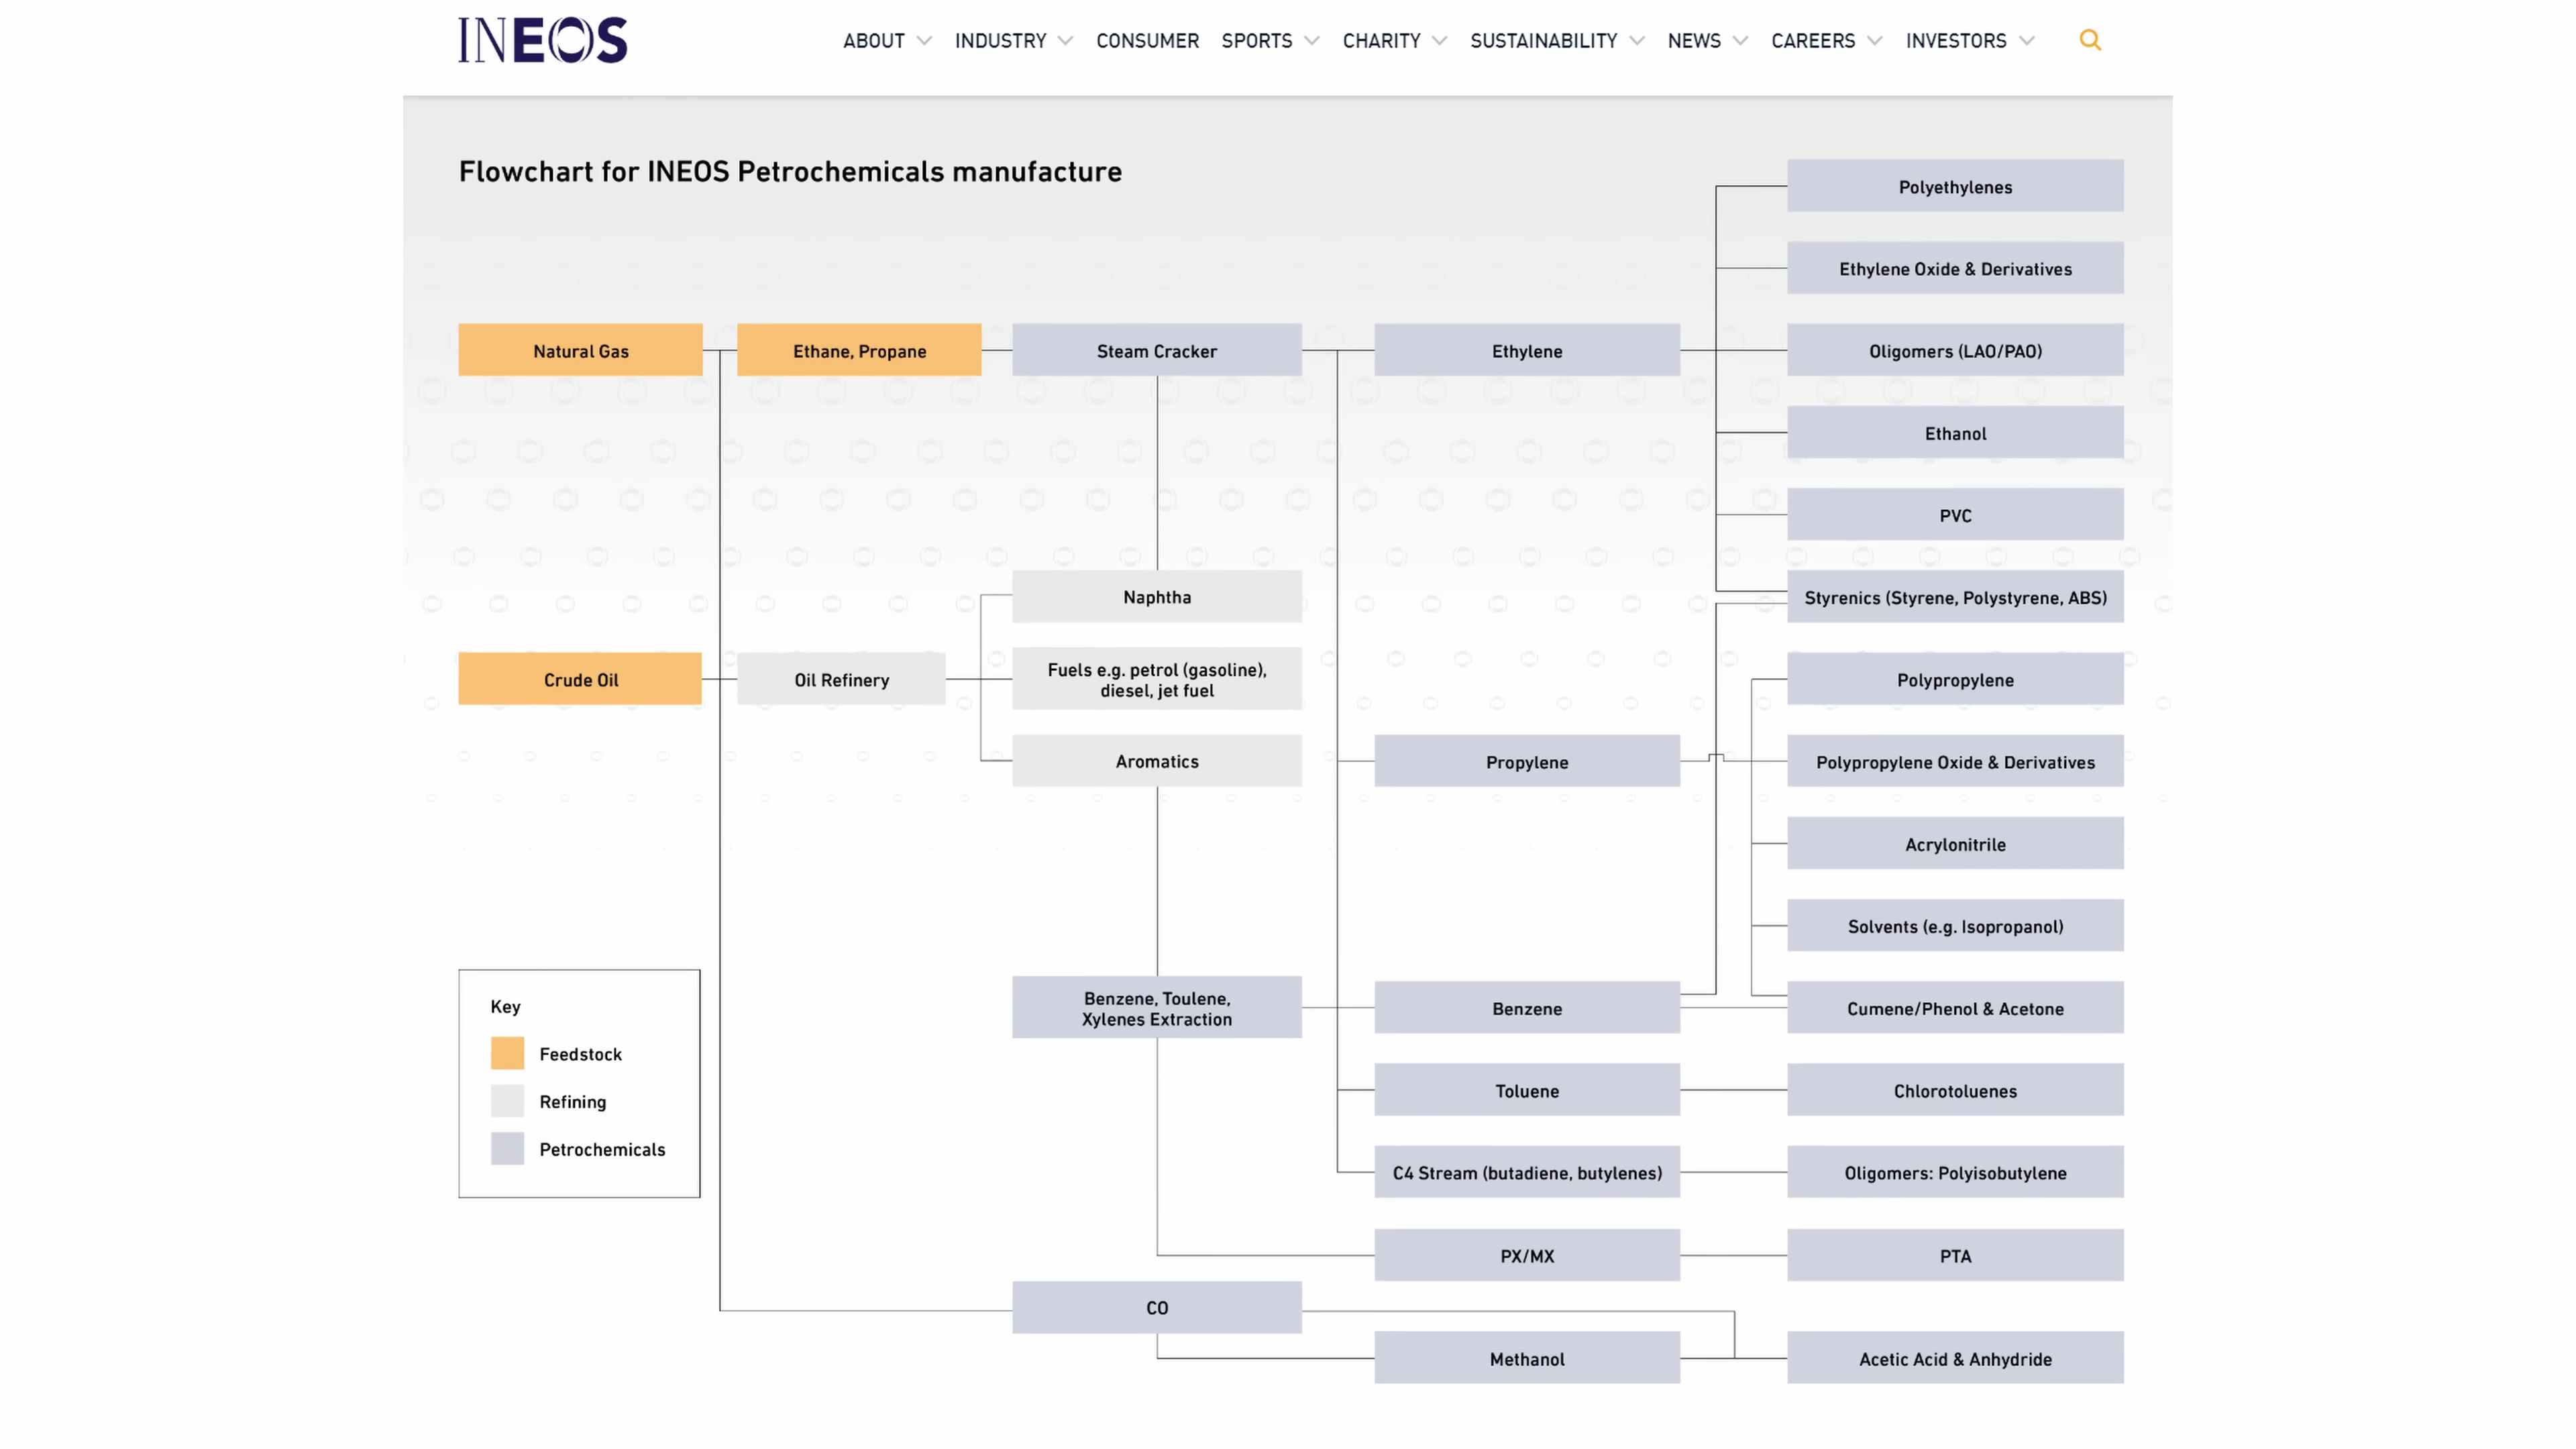 INEOS
ABOUT INDUSTRY CONSUMER SPORTS CHARITY SUSTAINABILITY NEWS CAREERS INVESTORS
Flowchart for INEOS Petrochemicals manufacture
Polyethylenes
Ethylene Oxide & Derivatives
Natural Gas
Ethane, Propane
Steam Cracker
Ethylene
Oligomers (LAO/PAO)
Ethanol
PVC
Naphtha
Styrenics (Styrene, Polystyrene, ABS)
Crude Oil
Oil Refinery
Fuels e.g. petrol (gasoline),
diesel, jet fuel
Polypropylene
Aromatics
Propylene
Polypropylene Oxide & Derivatives
Acrylonitrile
Solvents (e.g. Isopropanol)
Benzene, Toulene,
Xylenes Extraction
Benzene
Cumene/Phenol & Acetone
Key
Feedstock
Refining
Petrochemicals
Toluene
Chlorotoluenes
C4 Stream (butadiene, butylenes)
Oligomers: Polyisobutylene
PX/MX
PTA
CO
Methanol
Acetic Acid & Anhydride